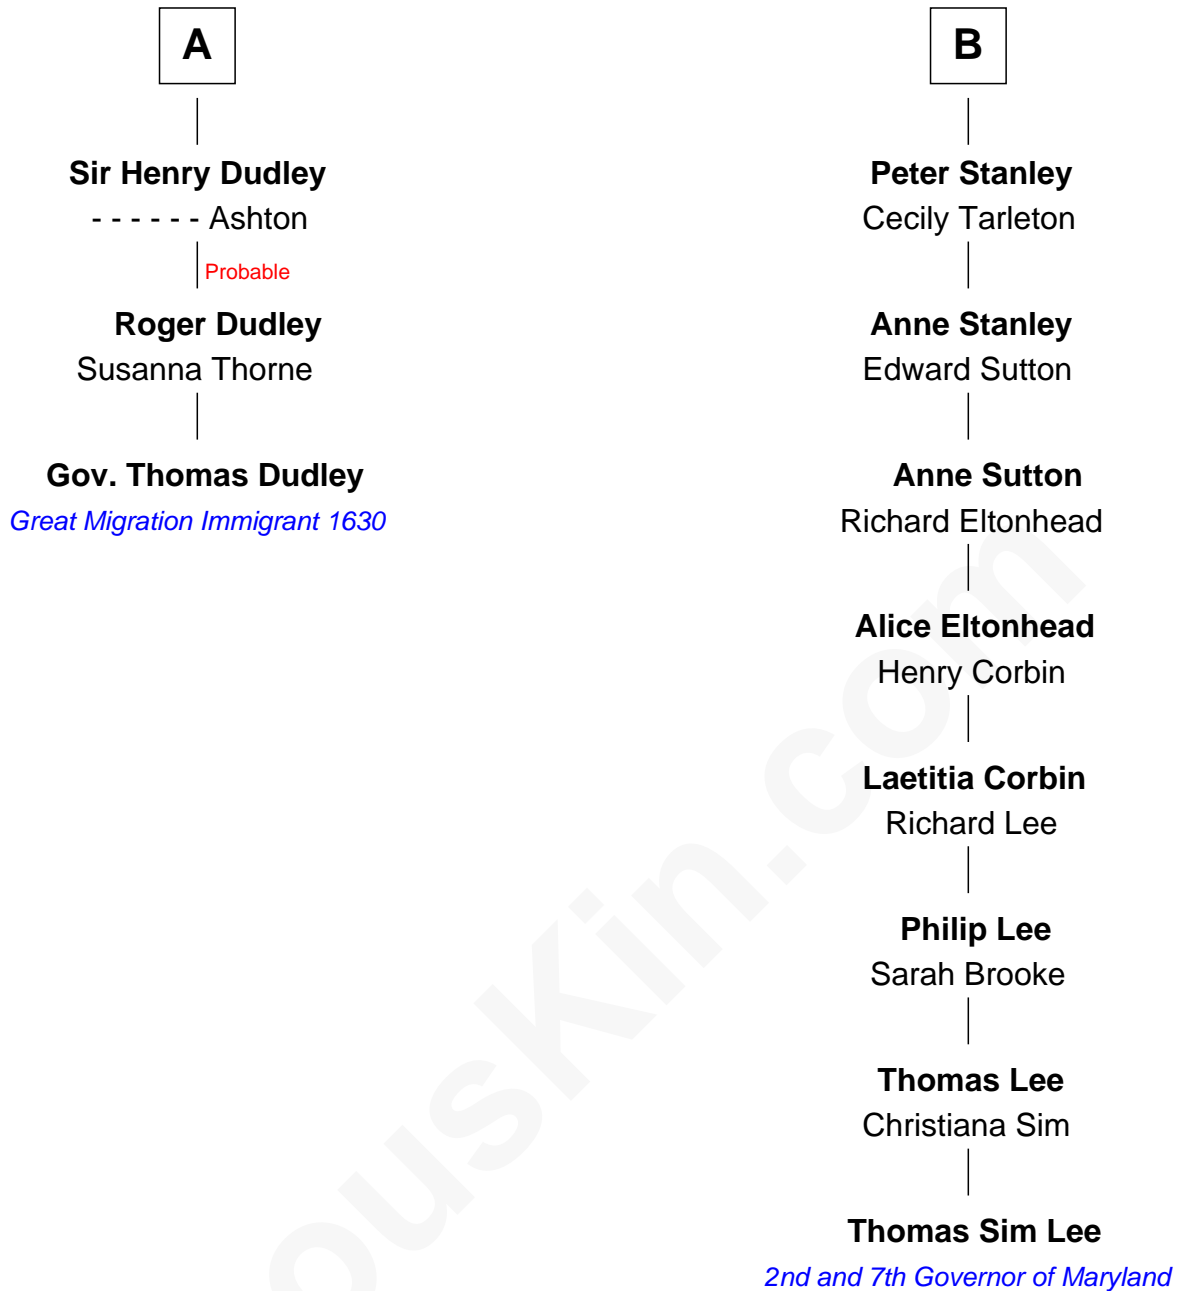 A
Sir Henry Dudley
- - - - - - Ashton
Probable
Roger Dudley
Susanna Thorne
Gov. Thomas Dudley
Great Migration Immigrant 1630
B
Peter Stanley
Cecily Tarleton
Anne Stanley
Edward Sutton
Anne Sutton
Richard Eltonhead
Alice Eltonhead
Henry Corbin
Laetitia Corbin
Richard Lee
Philip Lee
Sarah Brooke
Thomas Lee
Christiana Sim
Thomas Sim Lee
2nd and 7th Governor of Maryland
ousKin.com